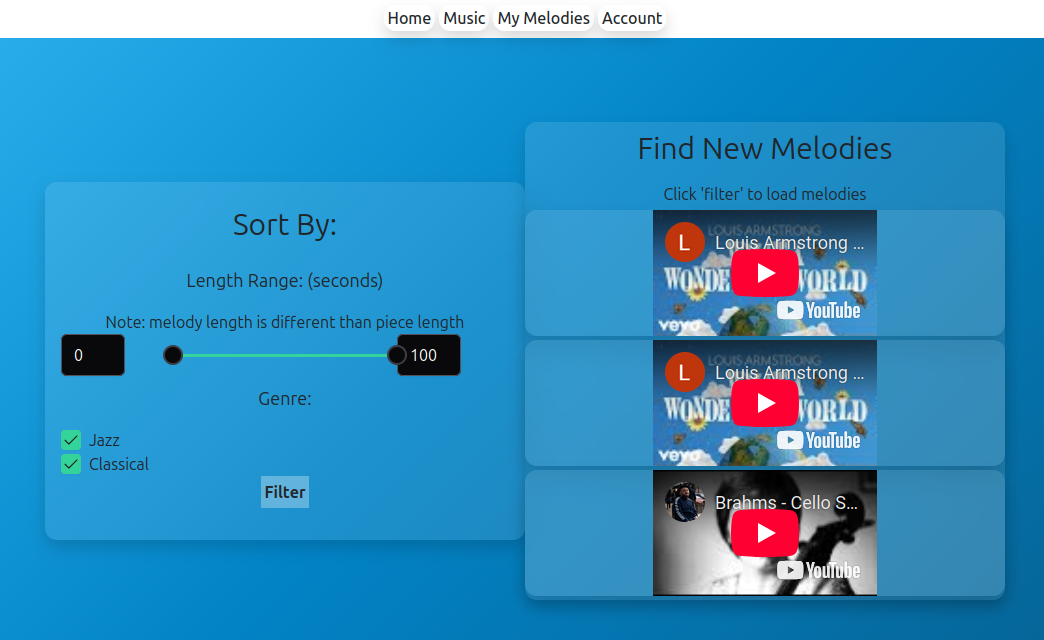 Home Music My Melodies Account
Sort By:
Length Range: (seconds)
Note: melody length is different than piece length
0
100
Genre:
Jazz
Classical
Filter
Find New Melodies
Click 'filter' to load melodies
LOUIS ARMSTRONG
L Louis Armstrong ...
WONDE WORLD
YouTube
vevo
LOUIS ARMSTRONG
L Louis Armstrong ...
WONDE WORLD
YouTube
vevo
Brahms - Cello S...
YouTube